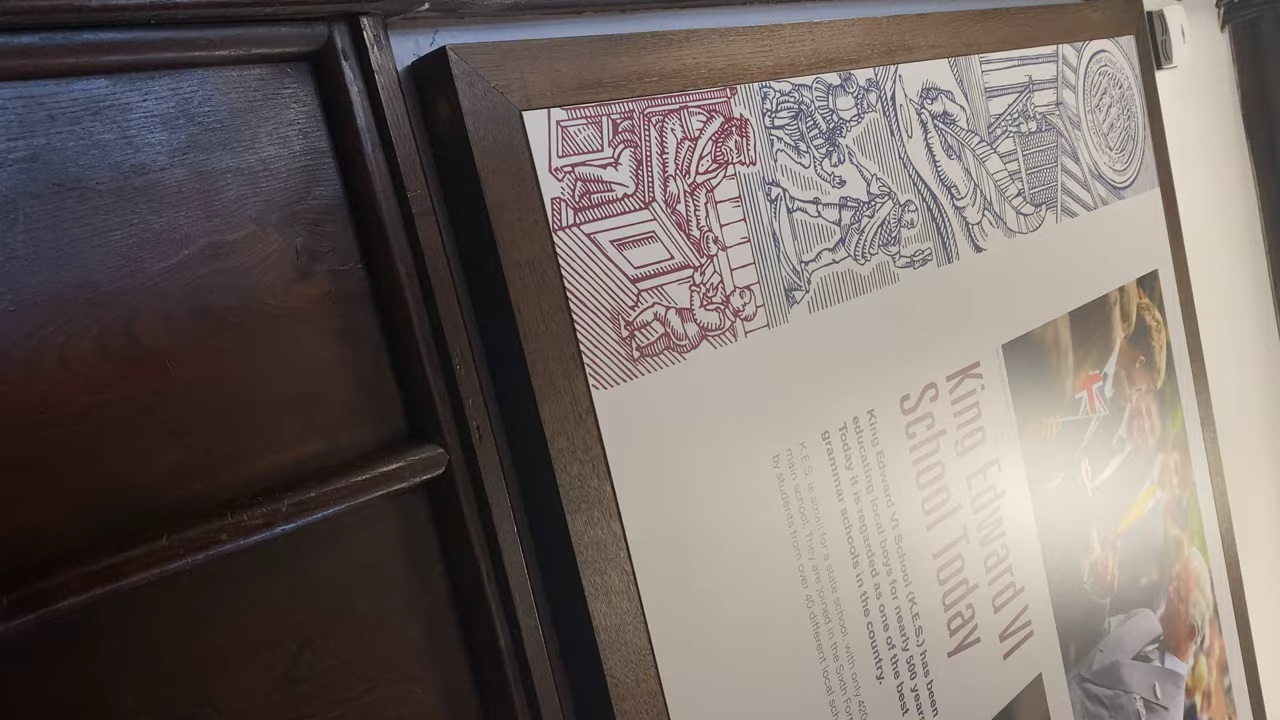 King Edward VI
School Today
King Edward VI School (K.E.S.) has been
educating local boys for nearly 500 years
Today it is regarded as one of the best
grammar schools in the country.
K.E.S. is small for a state school, with only 420
main school. They are joined in the Sixth Form
by students from over 40 different local